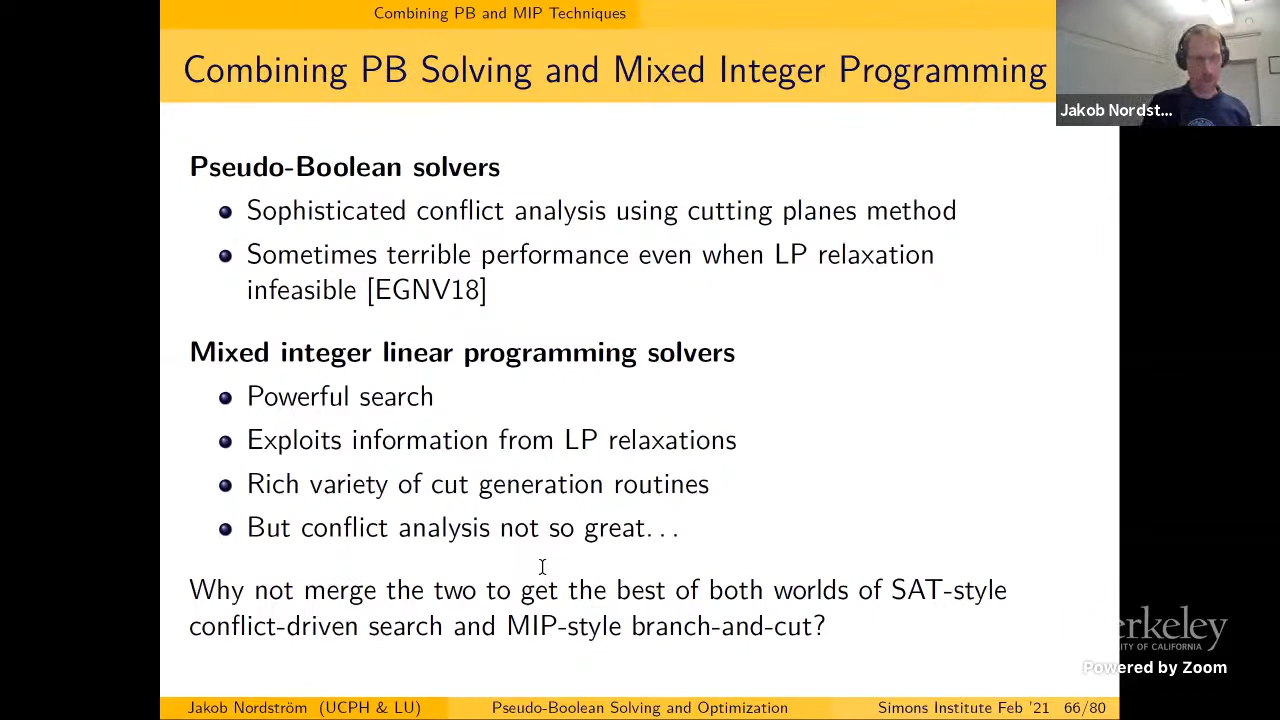 Combining PB and MIP Techniques
Combining PB Solving and Mixed Integer Programming
Jakob Nordst...
Pseudo-Boolean solvers
Sophisticated conflict analysis using cutting planes method
Sometimes terrible performance even when LP relaxation
infeasible [EGNV18]
Mixed integer linear programming solvers
Powerful search
Exploits information from LP relaxations
Rich variety of cut generation routines
But conflict analysis not so great...
Why not merge the two to get the best of both worlds of SAT-style
conflict-driven search and MIP-style branch-and-cut?
erkeley
ITY OF CALIFORNIA
Powered by Zoom
Jakob Nordström (UCPH & LU) Pseudo-Boolean Solving and Optimization Simons Institute Feb '21 66/80